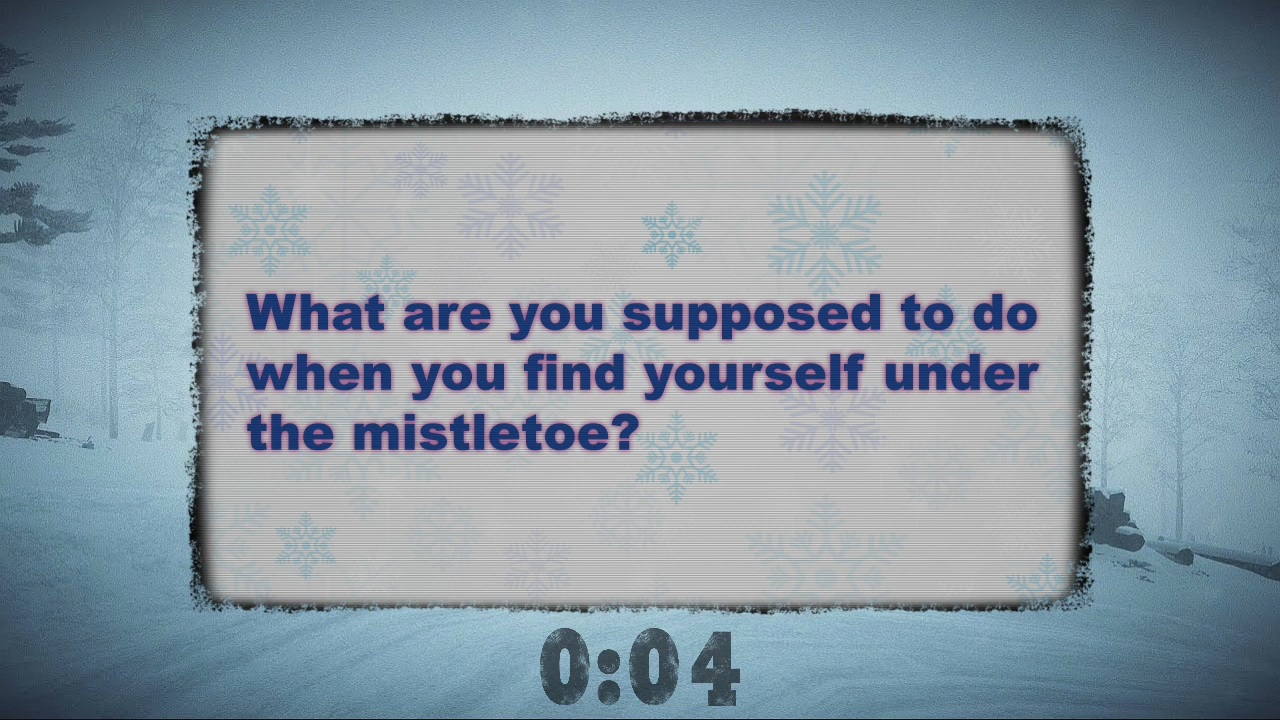 What are you supposed to do
when you find yourself under
the mistletoe?
0:04